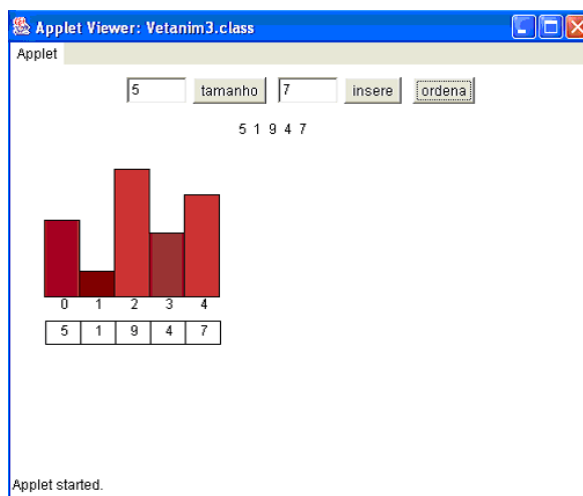 Applet Viewer: Vetanim3.class
Applet
5 tamanho 7 insere ordena
5 1 9 4 7
0 1 2 3 4
5 1 9 4 7
Applet started.